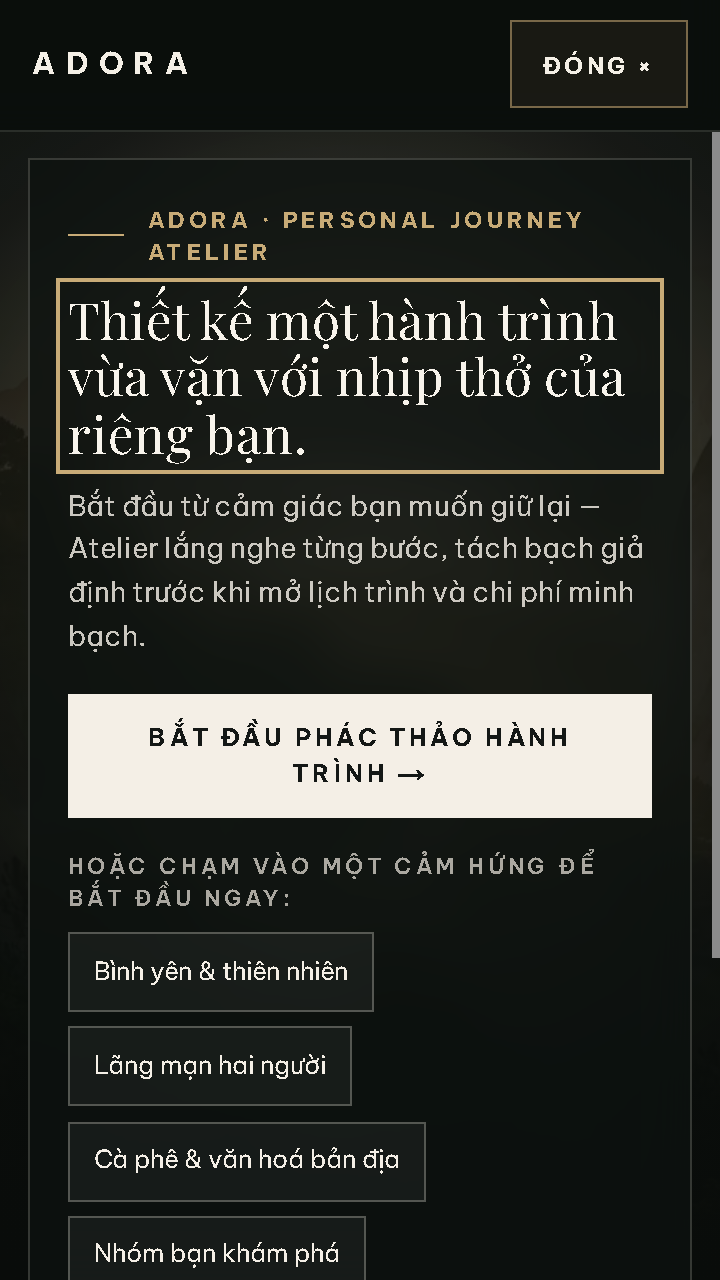 ADORA
ĐÓNG ×
ADORA · PERSONAL JOURNEY
ATELIER
Thiết kế một hành trình
vừa vặn với nhịp thở của
riêng bạn.
Bắt đầu từ cảm giác bạn muốn giữ lại —
Atelier lắng nghe từng bước, tách bạch giả
định trước khi mở lịch trình và chi phí minh
bạch.
BẮT ĐẦU PHÁC THẢO HÀNH
TRÌNH →
HOẶC CHẠM VÀO MỘT CẢM HỨNG ĐỂ
BẮT ĐẦU NGAY:
Bình yên & thiên nhiên
Lãng mạn hai người
Cà phê & văn hoá bản địa
Nhóm bạn khám phá